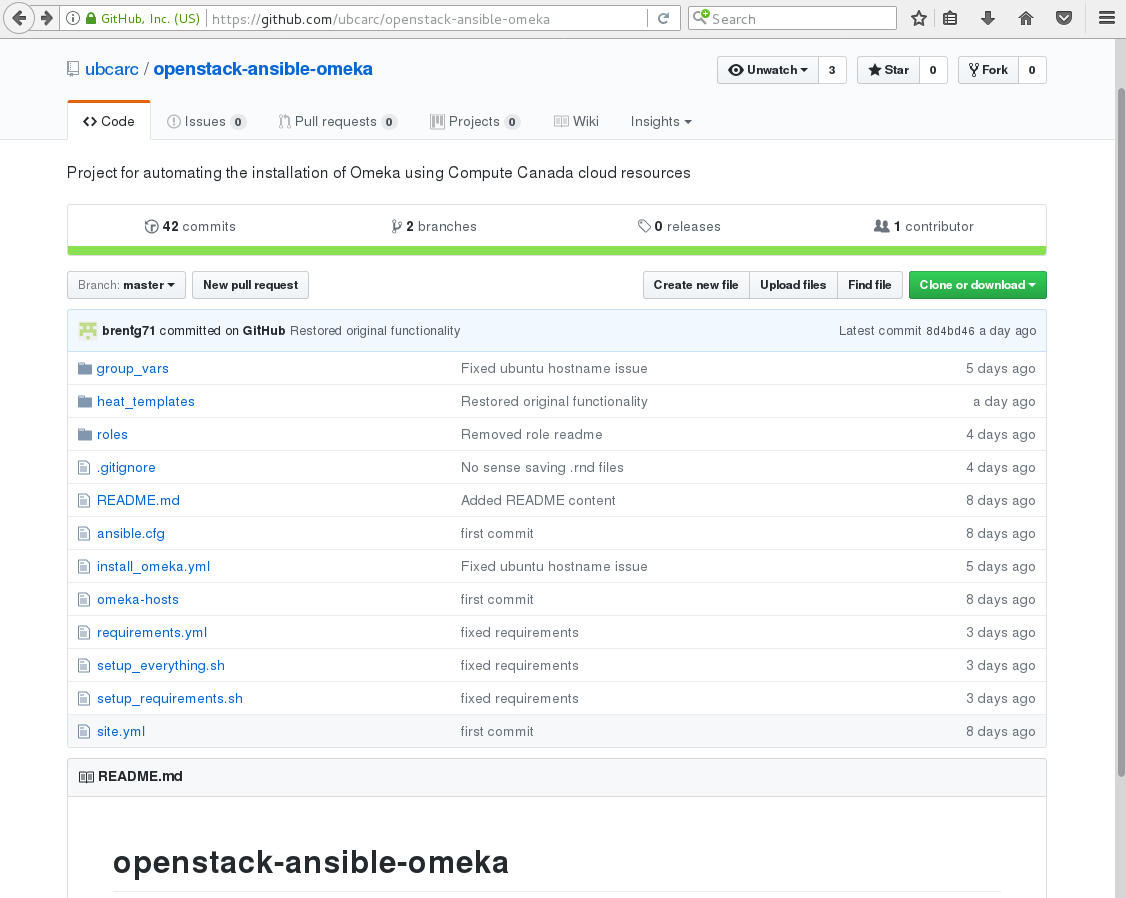 GitHub, Inc. (US) https://github.com/ubcarc/openstack-ansible-omeka Search
ubcarc / openstack-ansible-omeka Unwatch 3 Star 0 Fork 0
Code Issues 0 Pull requests 0 Projects 0 Wiki Insights
Project for automating the installation of Omeka using Compute Canada cloud resources
42 commits 2 branches 0 releases 1 contributor
Branch: master New pull request Create new file Upload files Find file Clone or download
brentg71 committed on GitHub Restored original functionality Latest commit 8d4bd46 a day ago
group_vars Fixed ubuntu hostname issue 5 days ago
heat_templates Restored original functionality a day ago
roles Removed role readme 4 days ago
.gitignore No sense saving .rnd files 4 days ago
README.md Added README content 8 days ago
ansible.cfg first commit 8 days ago
install_omeka.yml Fixed ubuntu hostname issue 5 days ago
omeka-hosts first commit 8 days ago
requirements.yml fixed requirements 3 days ago
setup_everything.sh fixed requirements 3 days ago
setup_requirements.sh fixed requirements 3 days ago
site.yml first commit 8 days ago
README.md
openstack-ansible-omeka